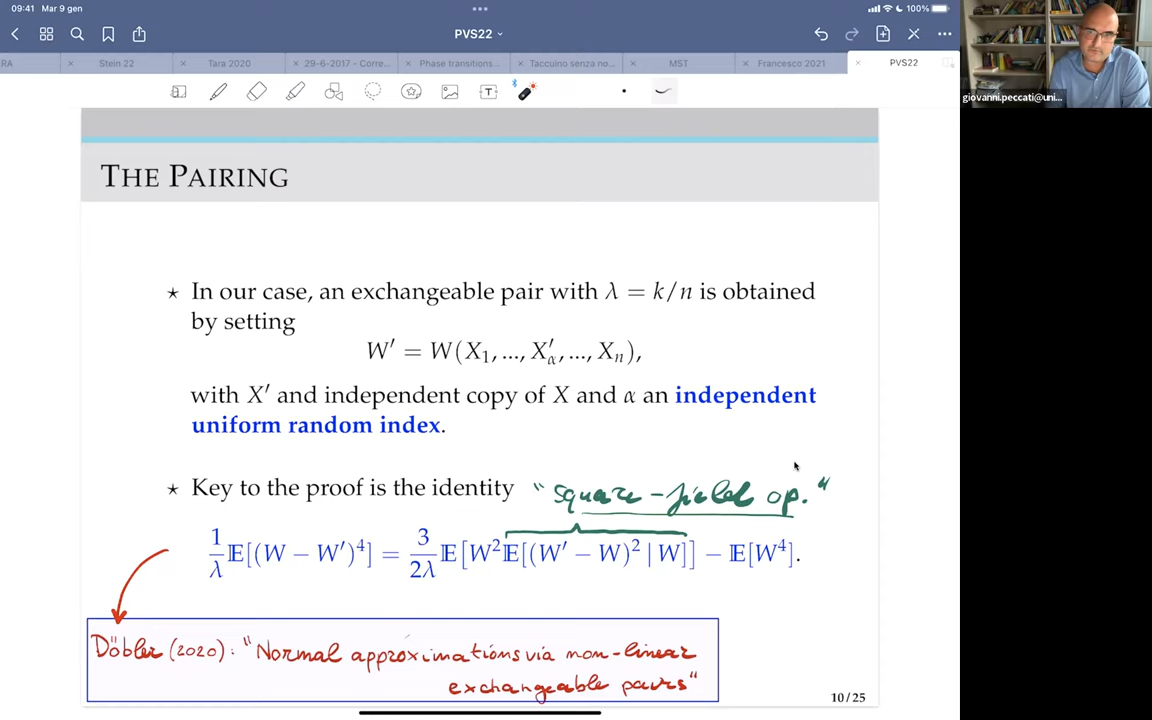 09:41 Mar 9 gen
100%
PVS22
RA
Stein 22
Tara 2020
29-6-2017 - Corre...
Phase transitions...
Taccuino senza no...
MST
Francesco 2021
PVS22
giovanni.peccati@uni...
THE PAIRING
⋆ In our case, an exchangeable pair with λ = k/n is obtained
by setting
W′ = W(X₁, ..., X′_α, ..., Xₙ),
with X′ and independent copy of X and α an independent
uniform random index.
⋆ Key to the proof is the identity "square-field op."
1/λ 𝔼[(W − W′)⁴] = 3/2λ 𝔼[W²𝔼[(W′ − W)² | W]] − 𝔼[W⁴].
Döbler (2020): "Normal approximations via non-linear
exchangeable pairs"
10/25